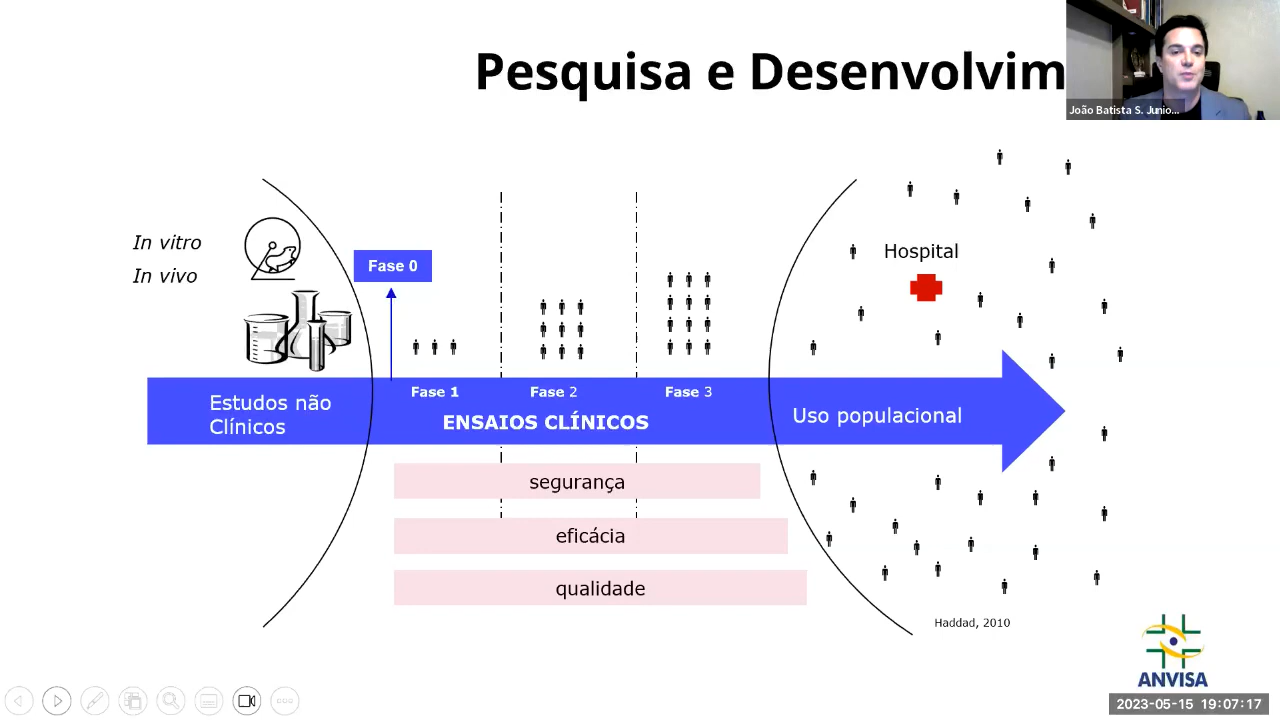 Pesquisa e Desenvolvim
João Batista S. Junio...
In vitro
In vivo
Fase 0
Hospital
Estudos não
Clínicos
Fase 1
Fase 2
Fase 3
ENSAIOS CLÍNICOS
Uso populacional
segurança
eficácia
qualidade
Haddad, 2010
ANVISA
2023-05-15 19:07:17